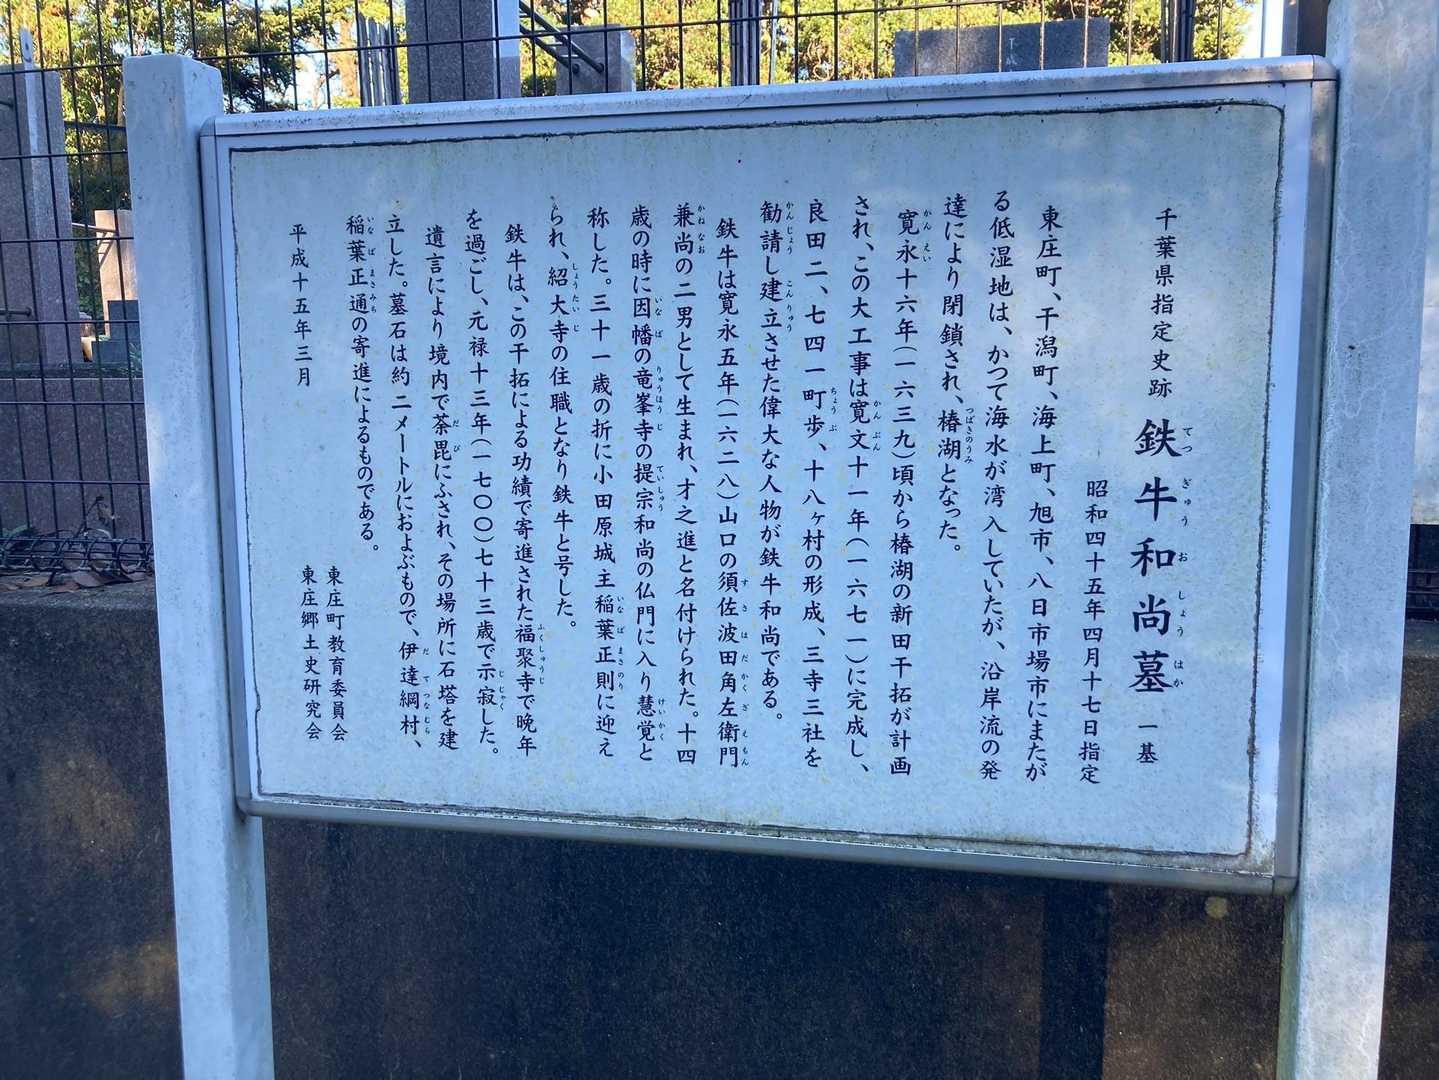 千葉県指定史跡 鉄牛和尚墓 一基
昭和四十五年四月十七日指定
東庄町、干潟町、海上町、旭市、八日市場市にまたが
る低湿地は、かつて海水が湾入していたが、沿岸流の発
達により閉鎖され、椿湖となった。
寛永十六年(一六三九)頃から椿湖の新田干拓が計画
され、この大工事は寛文十一年(一六七一)に完成し、
良田二、七四一町歩、十八ヶ村の形成、三寺三社を
勧請し建立させた偉大な人物が鉄牛和尚である。
鉄牛は寛永五年(一六二八)山口の須佐波田角左衛門
兼尚の二男として生まれ、才之進と名付けられた。十四
歳の時に因幡の竜峯寺の提宗和尚の仏門に入り慧覚と
称した。三十一歳の折に小田原城主稲葉正則に迎え
られ、紹大寺の住職となり鉄牛と号した。
鉄牛は、この干拓による功績で寄進された福聚寺で晩年
を過ごし、元禄十三年(一七〇〇)七十三歳で示寂した。
遺言により境内で荼毘にふされ、その場所に石塔を建
立した。墓石は約二メートルにおよぶもので、伊達綱村、
稲葉正通の寄進によるものである。
平成十五年三月
東庄町教育委員会
東庄郷土史研究会